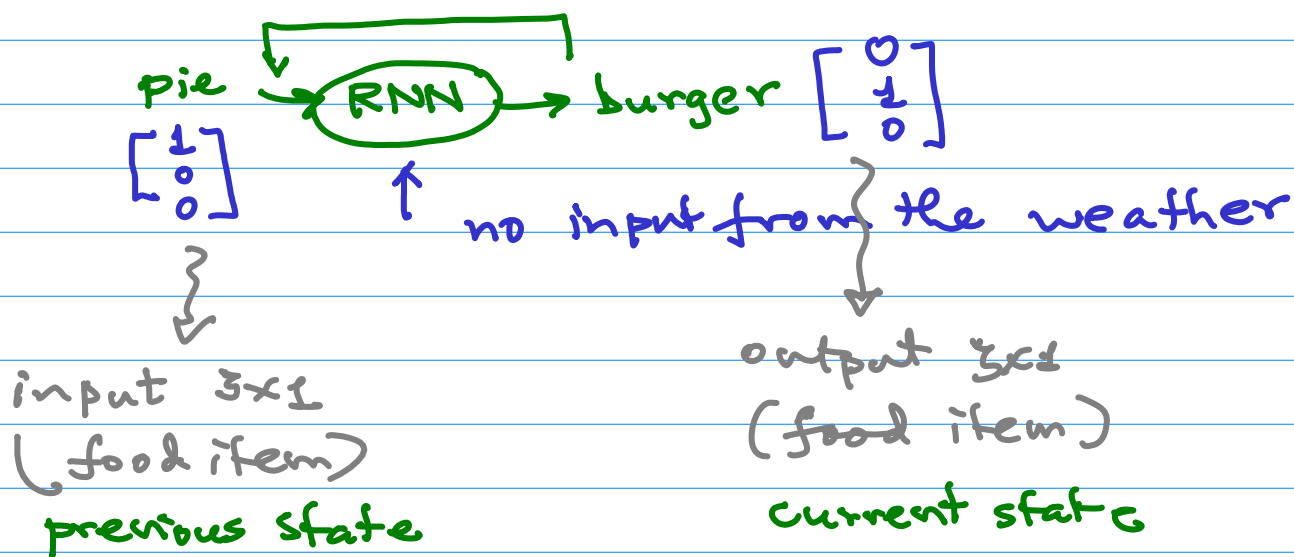 pie → RNN → burger
[1 0 0]
[0 1 0]
no input from the weather
input 3x1
(food item)
previous state
output 3x1
(food item)
current state